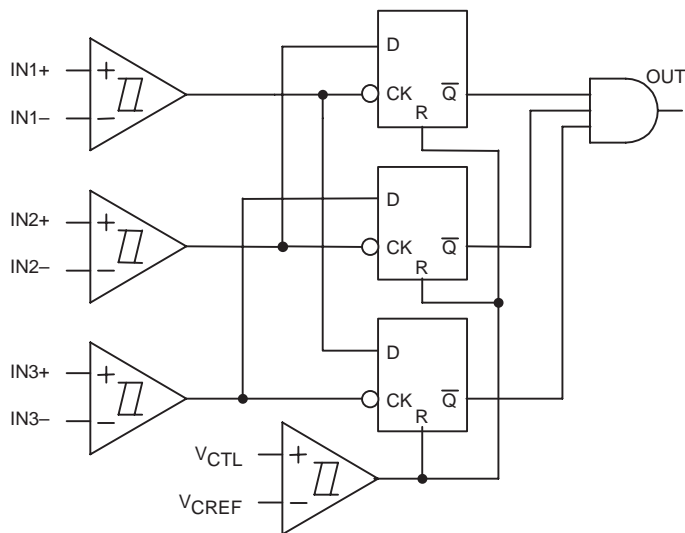 IN1+
+
IN1–
–
D
CK
Q
R
OUT
IN2+
+
IN2–
–
D
CK
Q
R
IN3+
+
IN3–
–
D
CK
Q
R
VCTL
+
VCREF
–